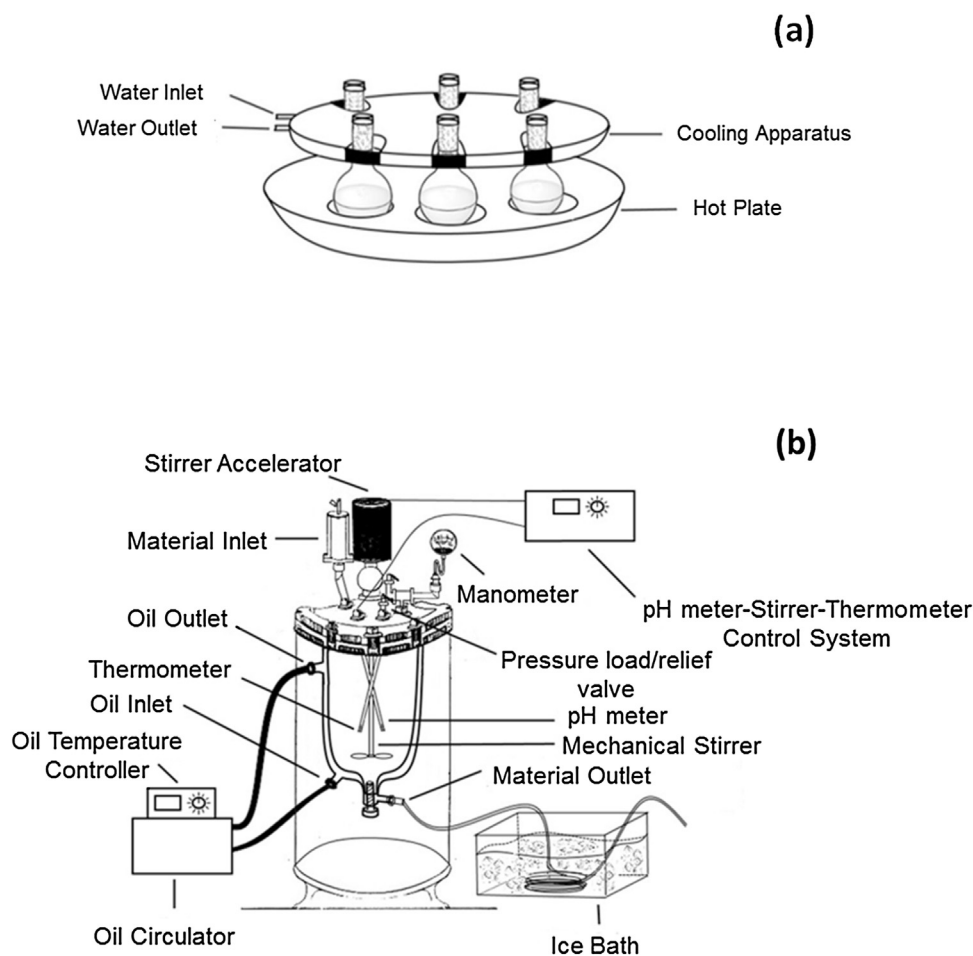 (a)
Water Inlet
Water Outlet
Cooling Apparatus
Hot Plate
(b)
Stirrer Accelerator
Material Inlet
Manometer
pH meter-Stirrer-Thermometer
Control System
Oil Outlet
Pressure load/relief
valve
Thermometer
pH meter
Oil Inlet
Mechanical Stirrer
Oil Temperature
Controller
Material Outlet
Oil Circulator
Ice Bath